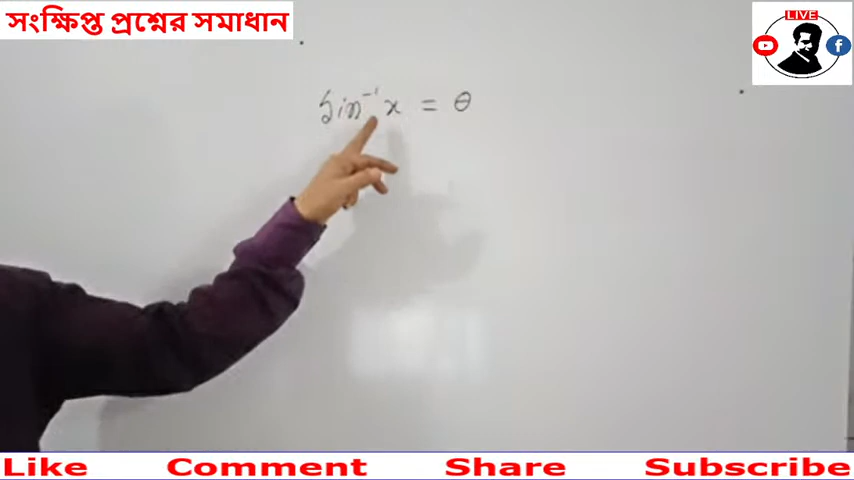 সংক্ষিপ্ত প্রশ্নের সমাধান
LIVE
sin⁻¹x = θ
Like Comment Share Subscribe